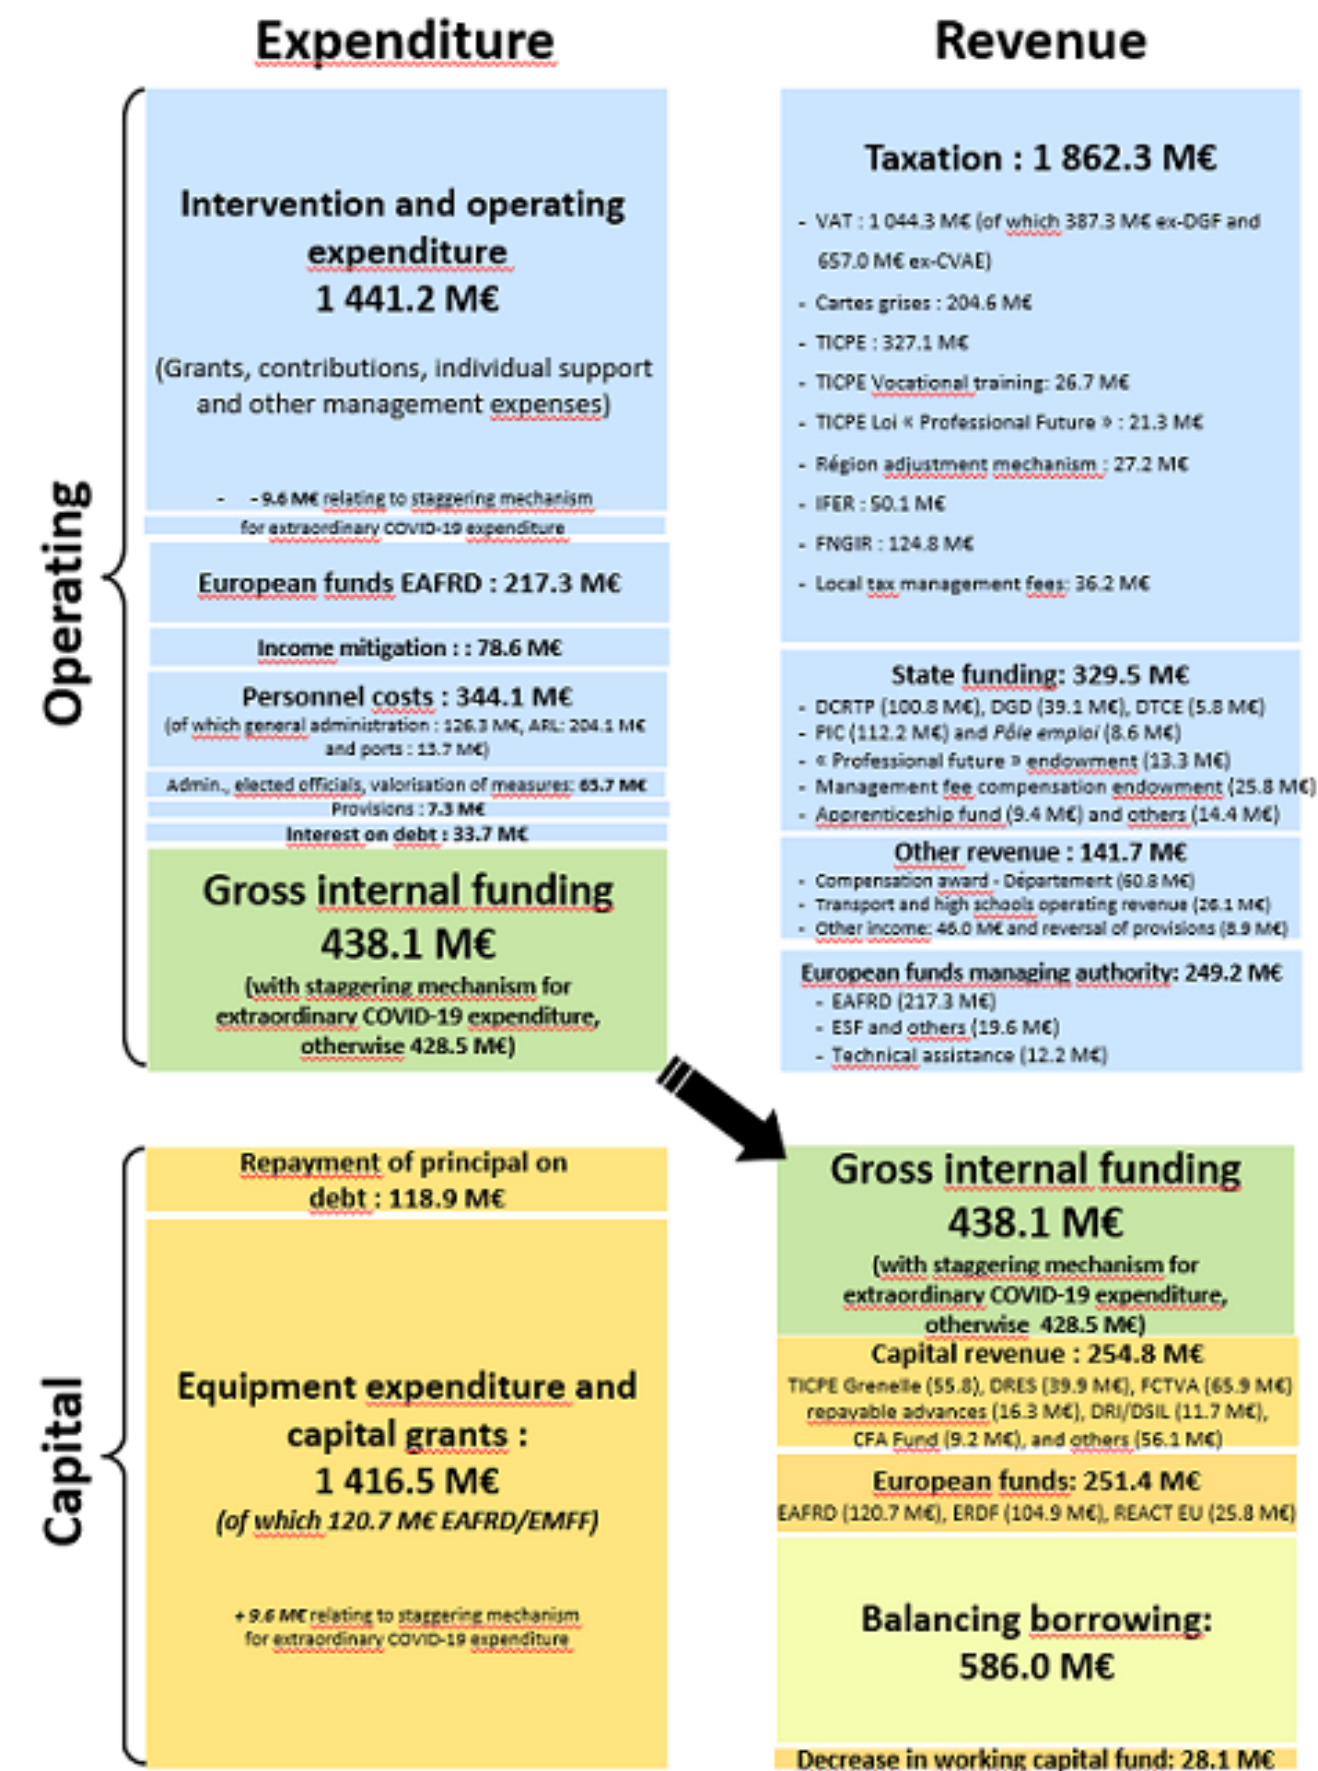 Expenditure
Operating
Intervention and operating
expenditure
1 441.2 M€
(Grants, contributions, individual support
and other management expenses)
- - 9.6 M€ relating to staggering mechanism
for extraordinary COVID-19 expenditure
European funds EAFRD : 217.3 M€
Income mitigation : : 78.6 M€
Personnel costs : 344.1 M€
(of which general administration : 126.3 M€, ARL: 204.1 M€
and ports : 13.7 M€)
Admin., elected officials, valorisation of measures: 65.7 M€
Provisions : 7.3 M€
Interest on debt : 33.7 M€
Gross internal funding
438.1 M€
(with staggering mechanism for
extraordinary COVID-19 expenditure,
otherwise 428.5 M€)
Revenue
Taxation : 1 862.3 M€
- VAT : 1 044.3 M€ (of which 387.3 M€ ex-DGF and
657.0 M€ ex-CVAE)
- Cartes grises : 204.6 M€
- TICPE : 327.1 M€
- TICPE Vocational training: 26.7 M€
- TICPE Loi « Professional Future » : 21.3 M€
- Région adjustment mechanism : 27.2 M€
- IFER : 50.1 M€
- FNGIR : 124.8 M€
- Local tax management fees: 36.2 M€
State funding: 329.5 M€
- DCRTP (100.8 M€), DGD (39.1 M€), DTCE (5.8 M€)
- PIC (112.2 M€) and Pôle emploi (8.6 M€)
- « Professional future » endowment (13.3 M€)
- Management fee compensation endowment (25.8 M€)
- Apprenticeship fund (9.4 M€) and others (14.4 M€)
Other revenue : 141.7 M€
- Compensation award - Département (60.8 M€)
- Transport and high schools operating revenue (26.1 M€)
- Other income: 46.0 M€ and reversal of provisions (8.9 M€)
European funds managing authority: 249.2 M€
- EAFRD (217.3 M€)
- ESF and others (19.6 M€)
- Technical assistance (12.2 M€)
Capital
Repayment of principal on
debt : 118.9 M€
Equipment expenditure and
capital grants :
1 416.5 M€
(of which 120.7 M€ EAFRD/EMFF)
+ 9.6 M€ relating to staggering mechanism
for extraordinary COVID-19 expenditure
Gross internal funding
438.1 M€
(with staggering mechanism for
extraordinary COVID-19 expenditure,
otherwise 428.5 M€)
Capital revenue : 254.8 M€
TICPE Grenelle (55.8), DRES (39.9 M€), FCTVA (65.9 M€)
repayable advances (16.3 M€), DRI/DSIL (11.7 M€),
CFA Fund (9.2 M€), and others (56.1 M€)
European funds: 251.4 M€
EAFRD (120.7 M€), ERDF (104.9 M€), REACT EU (25.8 M€)
Balancing borrowing:
586.0 M€
Decrease in working capital fund: 28.1 M€